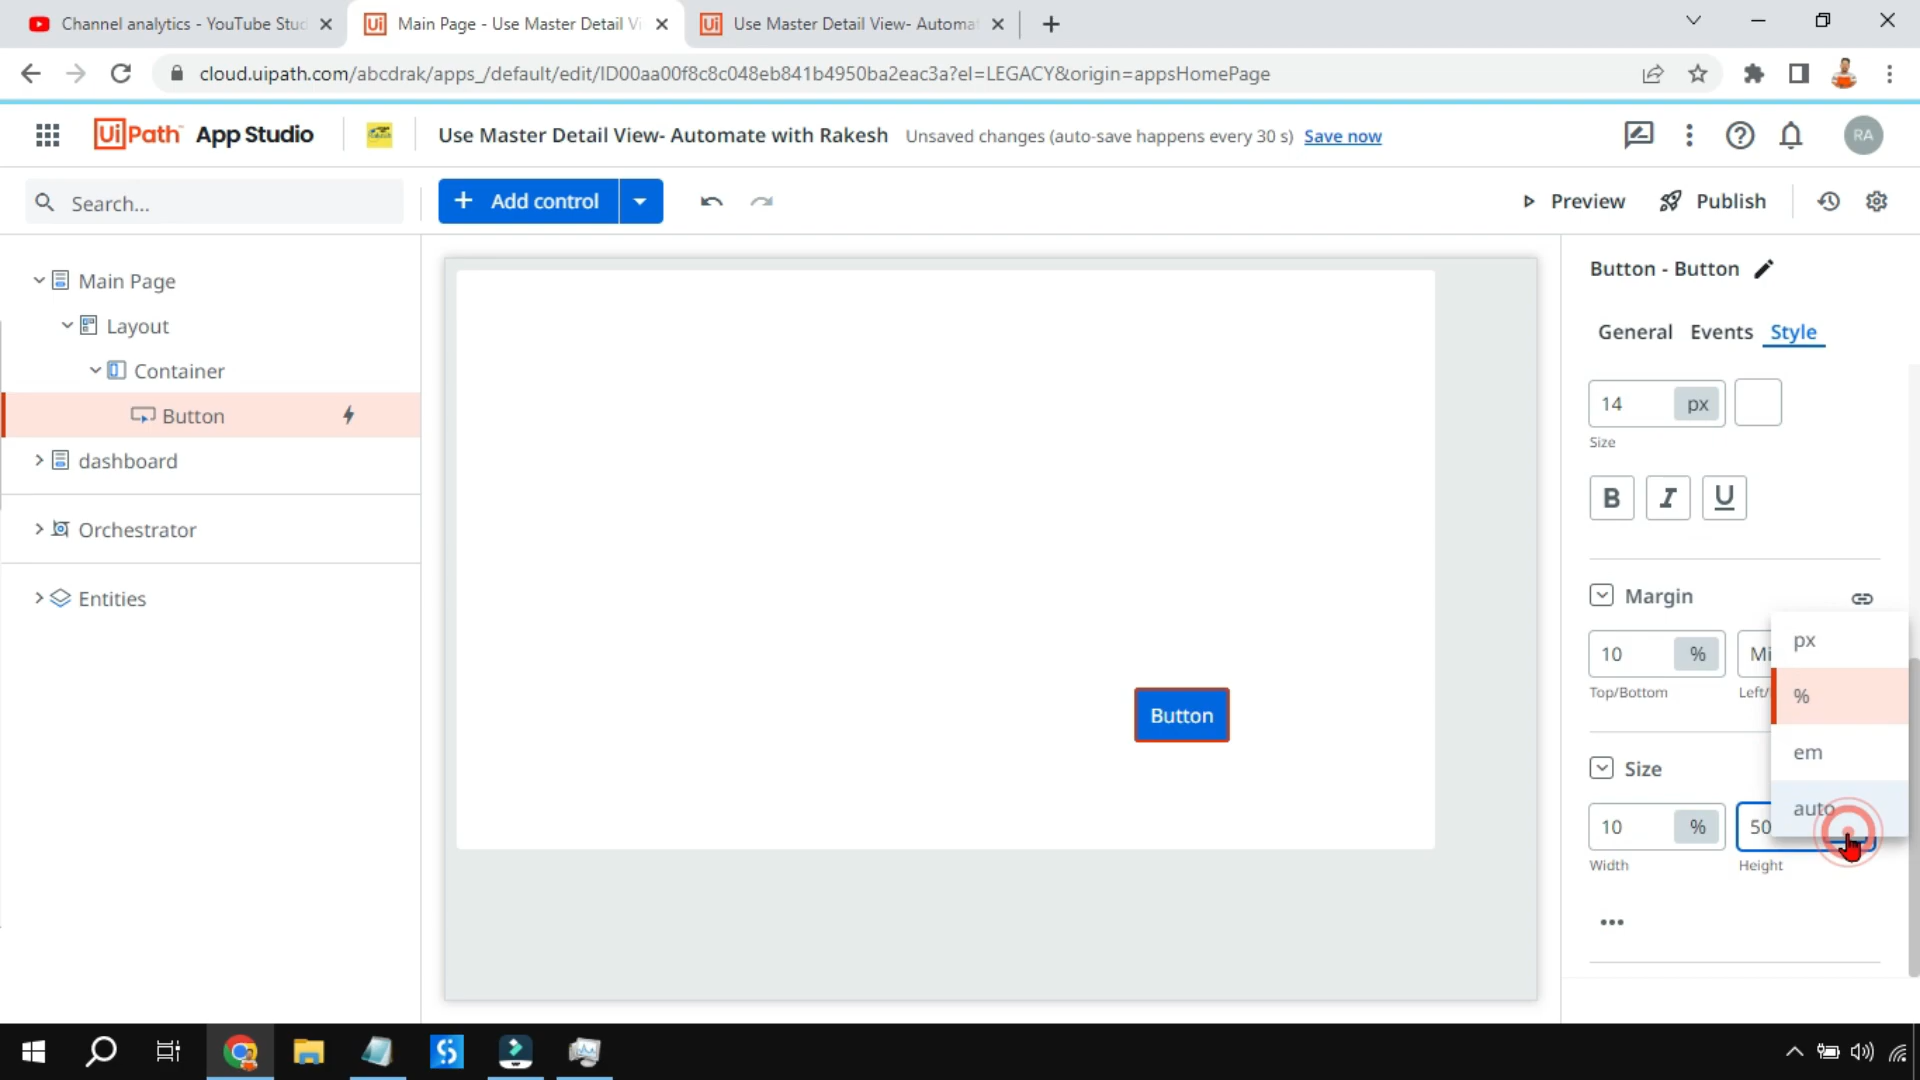 Channel analytics - YouTube Stud
Main Page - Use Master Detail Vi
Use Master Detail View- Automat
cloud.uipath.com/abcdrak/apps_/default/edit/ID00aa00f8c8c048eb841b4950ba2eac3a?el=LEGACY&origin=appsHomePage
UiPath App Studio
Use Master Detail View- Automate with Rakesh
Unsaved changes (auto-save happens every 30 s) Save now
RA
Search...
Add control
Preview
Publish
Main Page
Layout
Container
Button
dashboard
Orchestrator
Entities
Button
Button - Button
General Events Style
14 px
Size
B I U
Margin
10 % Mi
Top/Bottom Left/
px
%
em
auto
Size
10 % 50
Width Height